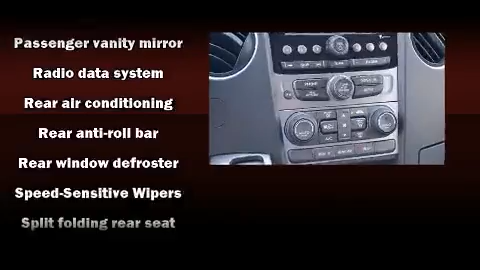 Passenger vanity mirror
Radio data system
Rear air conditioning
Rear anti-roll bar
Rear window defroster
Speed-Sensitive Wipers
Split folding rear seat